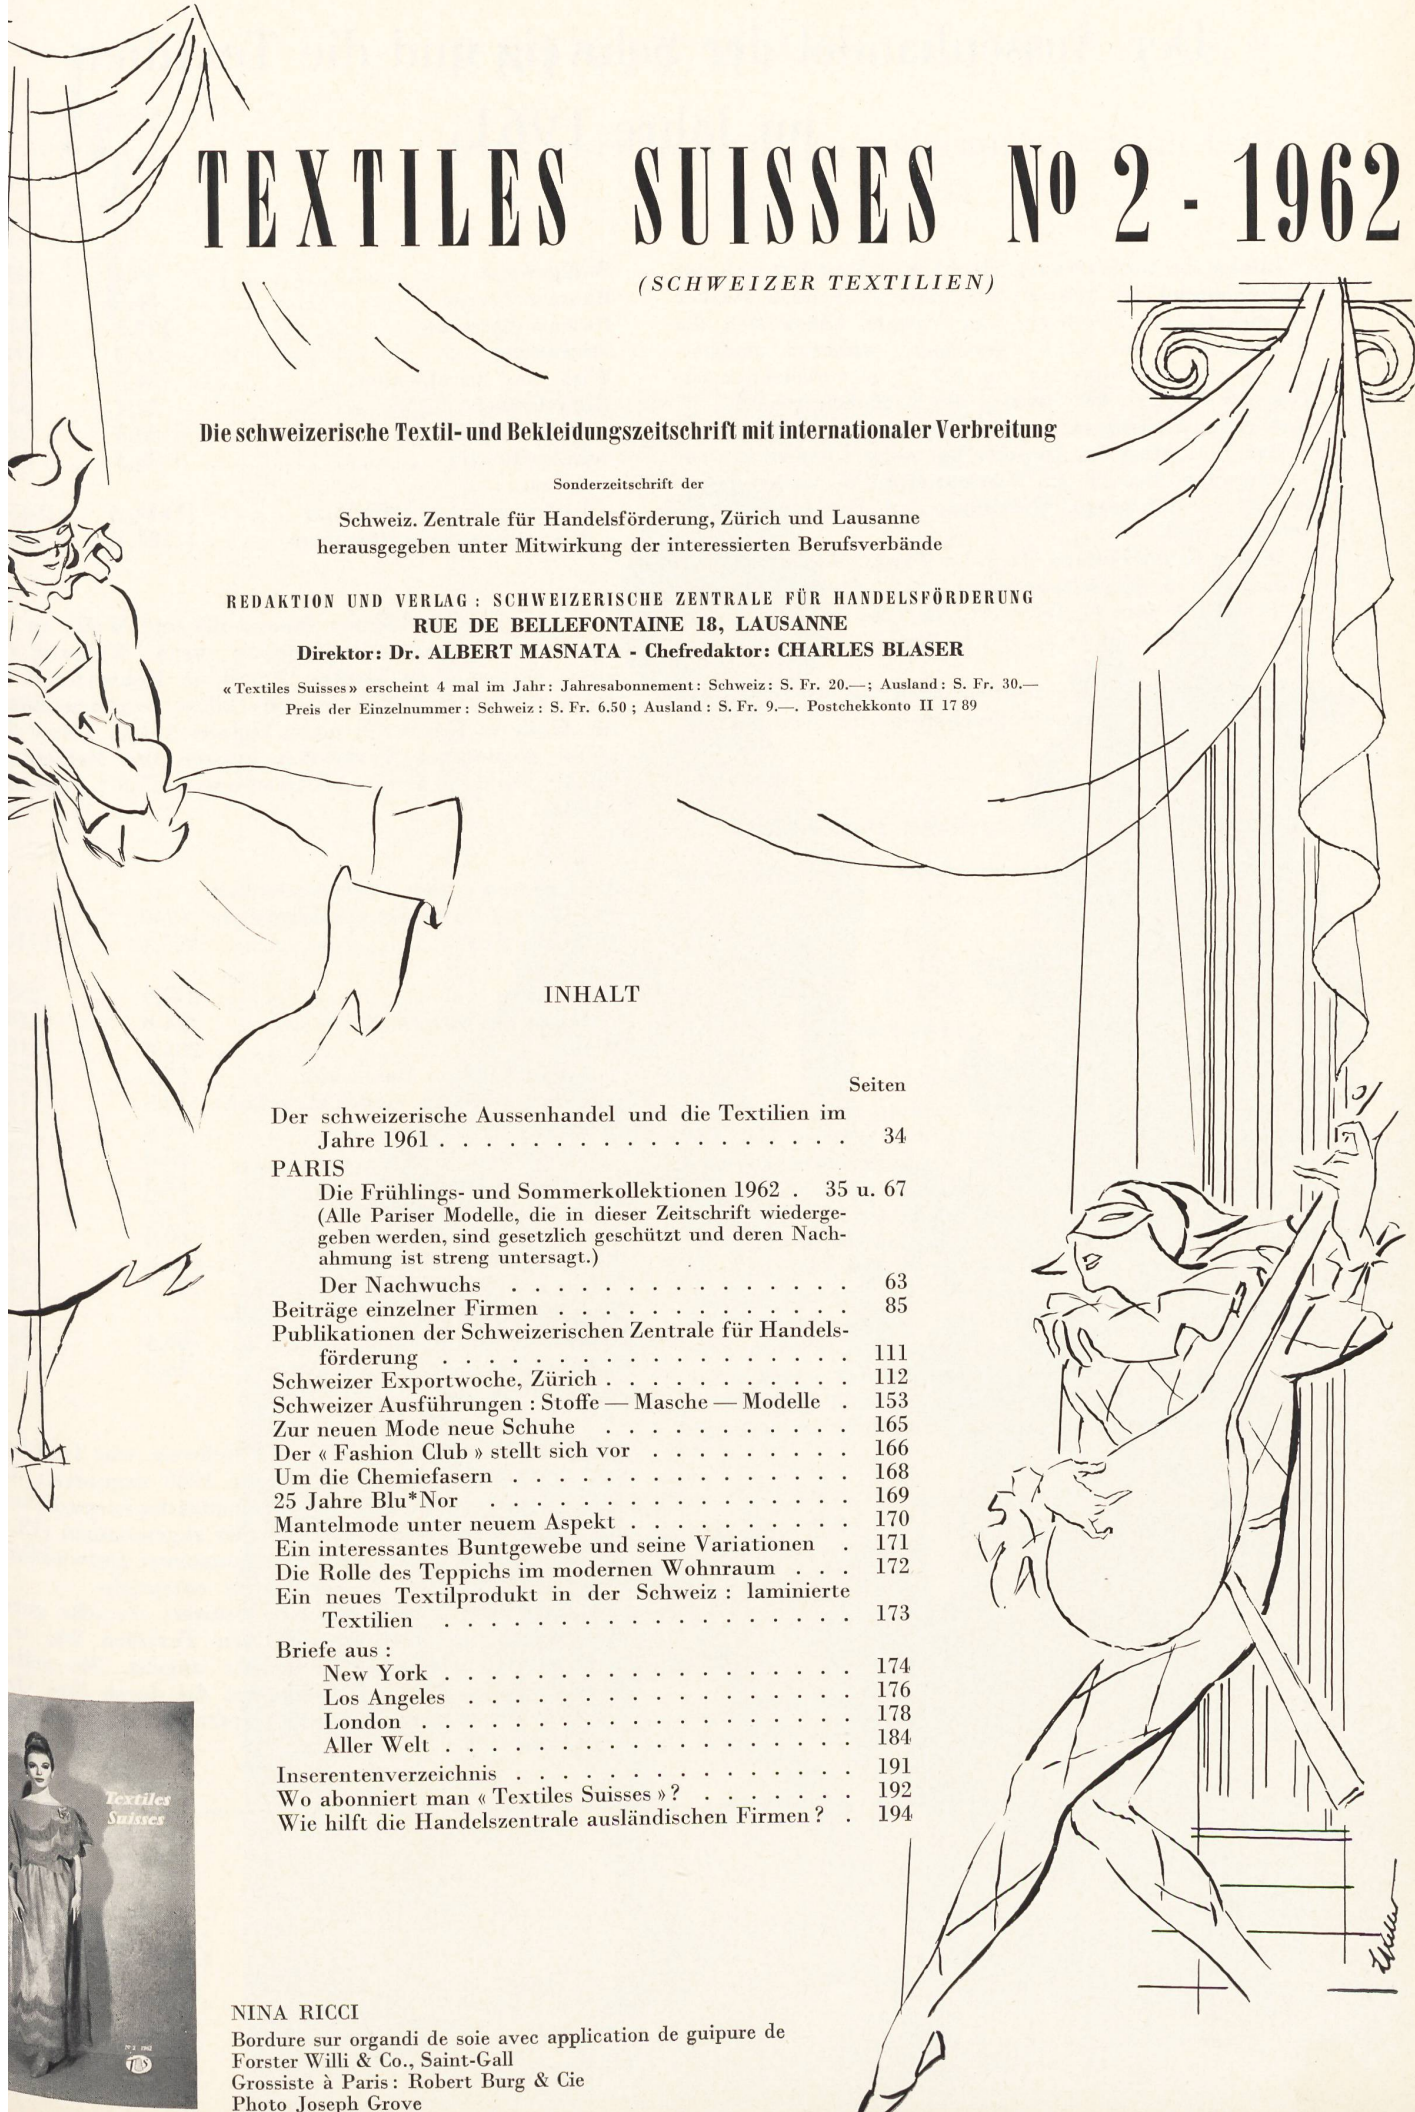 TEXTILES SUISSES Nº 2 - 1962
(SCHWEIZER TEXTILIEN)
Die schweizerische Textil- und Bekleidungszeitschrift mit internationaler Verbreitung
Sonderzeitschrift der
Schweiz. Zentrale für Handelsförderung, Zürich und Lausanne
herausgegeben unter Mitwirkung der interessierten Berufsverbände
REDAKTION UND VERLAG : SCHWEIZERISCHE ZENTRALE FÜR HANDELSFÖRDERUNG
RUE DE BELLEFONTAINE 18, LAUSANNE
Direktor: Dr. ALBERT MASNATA - Chefredaktor: CHARLES BLASER
« Textiles Suisses » erscheint 4 mal im Jahr : Jahresabonnement : Schweiz : S. Fr. 20.—; Ausland : S. Fr. 30.—
Preis der Einzelnummer : Schweiz : S. Fr. 6.50 ; Ausland : S. Fr. 9.—. Postchekkonto II 17 89
INHALT
Seiten
Der schweizerische Aussenhandel und die Textilien im
Jahre 1961 . . . . . . . . . . . . . . . . . . 34
PARIS
Die Frühlings- und Sommerkollektionen 1962 . 35 u. 67
(Alle Pariser Modelle, die in dieser Zeitschrift wiederge-
geben werden, sind gesetzlich geschützt und deren Nach-
ahmung ist streng untersagt.)
Der Nachwuchs . . . . . . . . . . . . . . . 63
Beiträge einzelner Firmen . . . . . . . . . . . . . 85
Publikationen der Schweizerischen Zentrale für Handels-
förderung . . . . . . . . . . . . . . . . . . 111
Schweizer Exportwoche, Zürich . . . . . . . . . . . 112
Schweizer Ausführungen : Stoffe — Masche — Modelle . 153
Zur neuen Mode neue Schuhe . . . . . . . . . . . 165
Der « Fashion Club » stellt sich vor . . . . . . . . . 166
Um die Chemiefasern . . . . . . . . . . . . . . . 168
25 Jahre Blu*Nor . . . . . . . . . . . . . . . . 169
Mantelmode unter neuem Aspekt . . . . . . . . . . 170
Ein interessantes Buntgewebe und seine Variationen . 171
Die Rolle des Teppichs im modernen Wohnraum . . . 172
Ein neues Textilprodukt in der Schweiz : laminierte
Textilien . . . . . . . . . . . . . . . . . . 173
Briefe aus :
New York . . . . . . . . . . . . . . . . . . 174
Los Angeles . . . . . . . . . . . . . . . . . 176
London . . . . . . . . . . . . . . . . . . . 178
Aller Welt . . . . . . . . . . . . . . . . . . 184
Inserentenverzeichnis . . . . . . . . . . . . . . . 191
Wo abonniert man « Textiles Suisses » ? . . . . . . . 192
Wie hilft die Handelszentrale ausländischen Firmen ? . 194
Textiles
Suisses
Nº 2 1962
NINA RICCI
Bordure sur organdi de soie avec application de guipure de
Forster Willi & Co., Saint-Gall
Grossiste à Paris : Robert Burg & Cie
Photo Joseph Grove